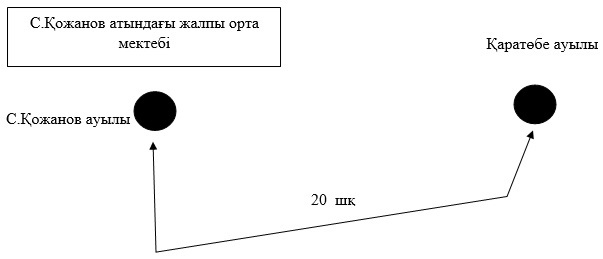 С.Қожанов атындағы жалпы орта
мектебі
Қаратөбе ауылы
С.Қожанов ауылы
20 шқ